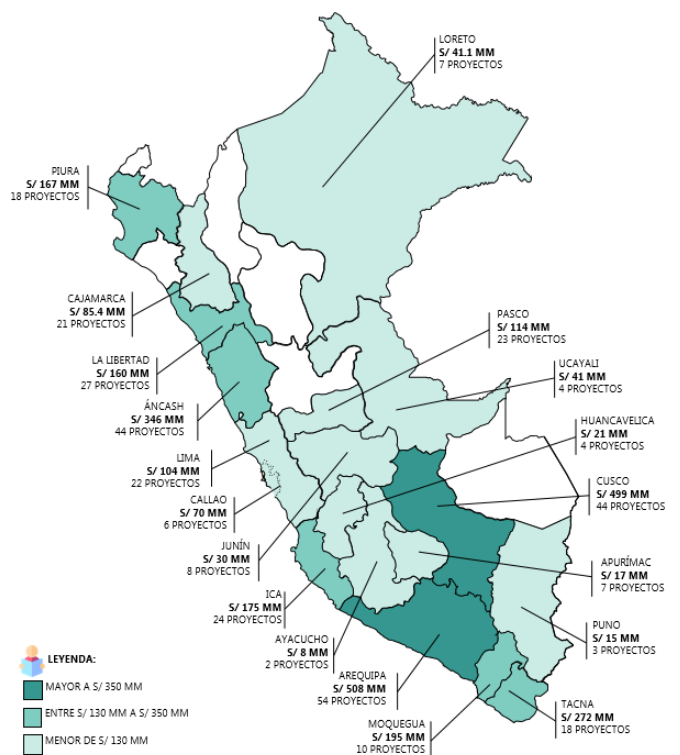 LORETO
S/ 41.1 MM
7 PROYECTOS
PIURA
S/ 167 MM
18 PROYECTOS
CAJAMARCA
S/ 85.4 MM
21 PROYECTOS
PASCO
S/ 114 MM
23 PROYECTOS
LA LIBERTAD
S/ 160 MM
27 PROYECTOS
UCAYALI
S/ 41 MM
4 PROYECTOS
ÁNCASH
S/ 346 MM
44 PROYECTOS
HUANCAVELICA
S/ 21 MM
4 PROYECTOS
LIMA
S/ 104 MM
22 PROYECTOS
CUSCO
S/ 499 MM
44 PROYECTOS
CALLAO
S/ 70 MM
6 PROYECTOS
JUNÍN
S/ 30 MM
8 PROYECTOS
APURÍMAC
S/ 17 MM
7 PROYECTOS
ICA
S/ 175 MM
24 PROYECTOS
PUNO
S/ 15 MM
3 PROYECTOS
AYACUCHO
S/ 8 MM
2 PROYECTOS
AREQUIPA
S/ 508 MM
54 PROYECTOS
TACNA
S/ 272 MM
18 PROYECTOS
MOQUEGUA
S/ 195 MM
10 PROYECTOS
LEYENDA:
MAYOR A S/ 350 MM
ENTRE S/ 130 MM A S/ 350 MM
MENOR DE S/ 130 MM